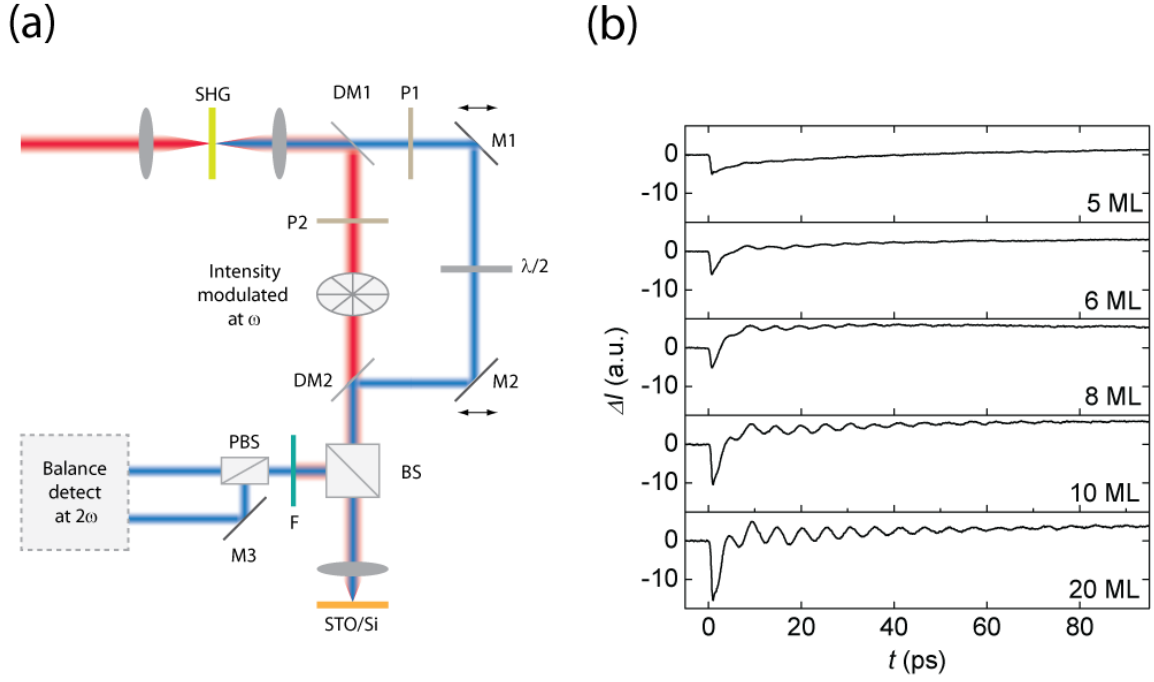 (a)
SHG
DM1
P1
M1
P2
λ/2
Intensity
modulated
at ω
DM2
M2
PBS
BS
Balance
detect
at 2ω
F
M3
STO/Si
(b)
0
-10
5 ML
0
-10
6 ML
0
-10
8 ML
0
-10
10 ML
0
-10
20 ML
ΔI (a.u.)
0 20 40 60 80
t (ps)